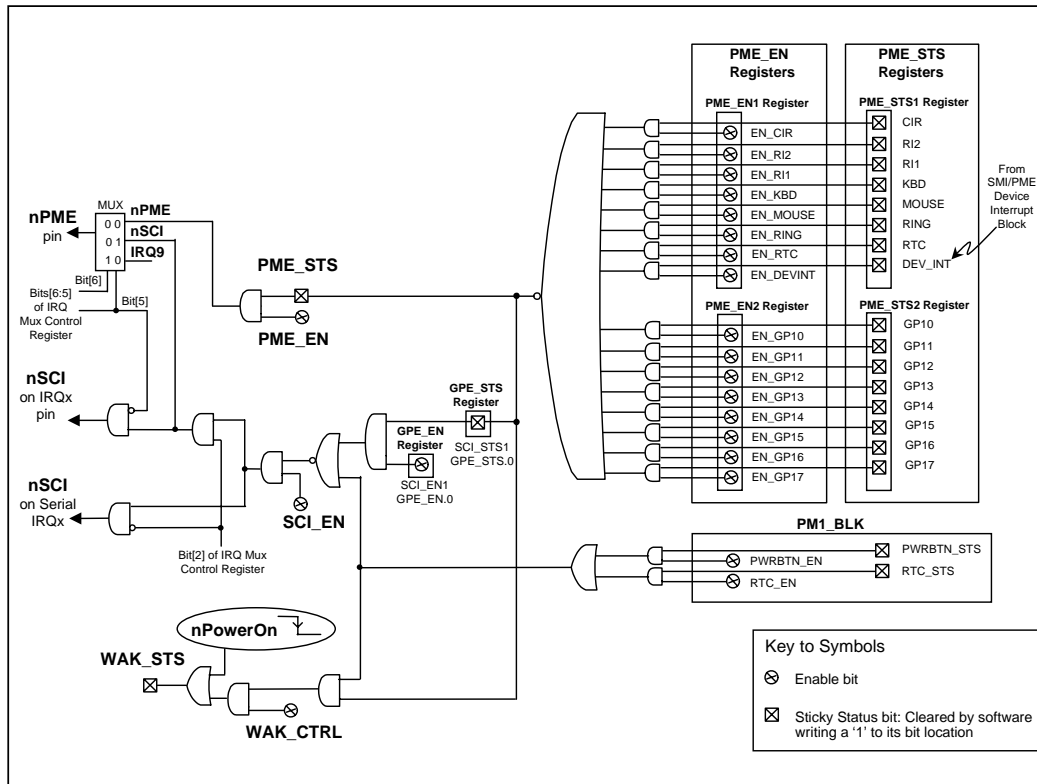 PME_EN
Registers
PME_STS
Registers
PME_EN1 Register
PME_STS1 Register
CIR
EN_CIR
RI2
EN_RI2
RI1
EN_RI1
KBD
EN_KBD
MOUSE
EN_MOUSE
RING
EN_RING
RTC
EN_RTC
DEV_INT
EN_DEVINT
From
SMI/PME
Device
Interrupt
Block
PME_EN2 Register
PME_STS2 Register
GP10
EN_GP10
GP11
EN_GP11
GP12
EN_GP12
GP13
EN_GP13
GP14
EN_GP14
GP15
EN_GP15
GP16
EN_GP16
GP17
EN_GP17
MUX
nPME
pin
0 0
nPME
0 1
nSCI
1 0
IRQ9
Bit[6]
Bits[6:5]
of IRQ
Mux Control
Register
Bit[5]
PME_STS
PME_EN
nSCI
on IRQx
pin
GPE_STS
Register
SCI_STS1
GPE_STS.0
GPE_EN
Register
SCI_EN1
GPE_EN.0
SCI_EN
nSCI
on Serial
IRQx
Bit[2] of IRQ Mux
Control Register
PM1_BLK
PWRBTN_STS
PWRBTN_EN
RTC_STS
RTC_EN
nPowerOn
WAK_STS
WAK_CTRL
Key to Symbols
Enable bit
Sticky Status bit: Cleared by software
writing a ‘1’ to its bit location